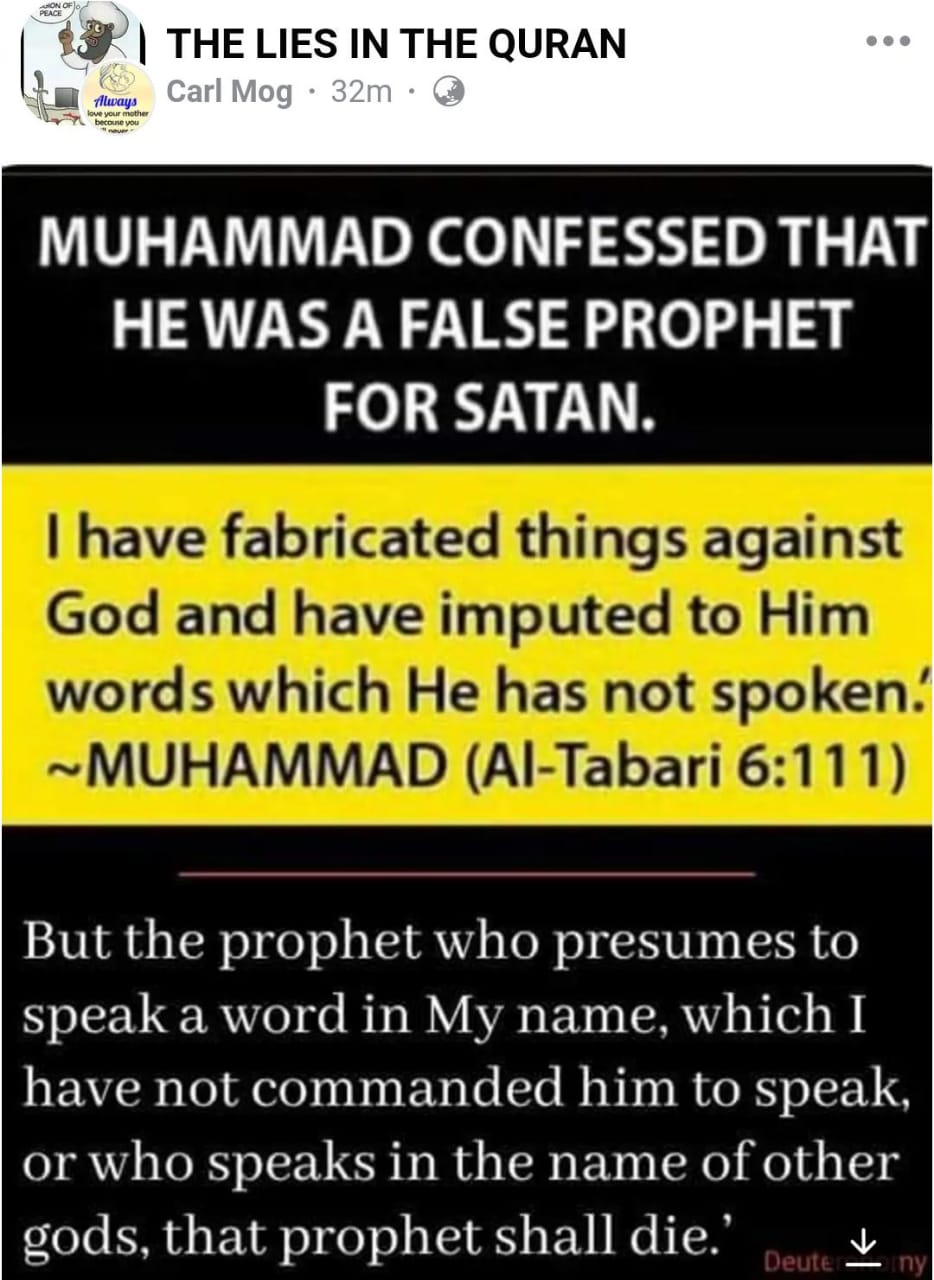 PEACE
THE LIES IN THE QURAN
Always
love your mother
because you
Carl Mog · 32m ·
MUHAMMAD CONFESSED THAT
HE WAS A FALSE PROPHET
FOR SATAN.
I have fabricated things against
God and have imputed to Him
words which He has not spoken.'
~MUHAMMAD (Al-Tabari 6:111)
But the prophet who presumes to
speak a word in My name, which I
have not commanded him to speak,
or who speaks in the name of other
gods, that prophet shall die.’